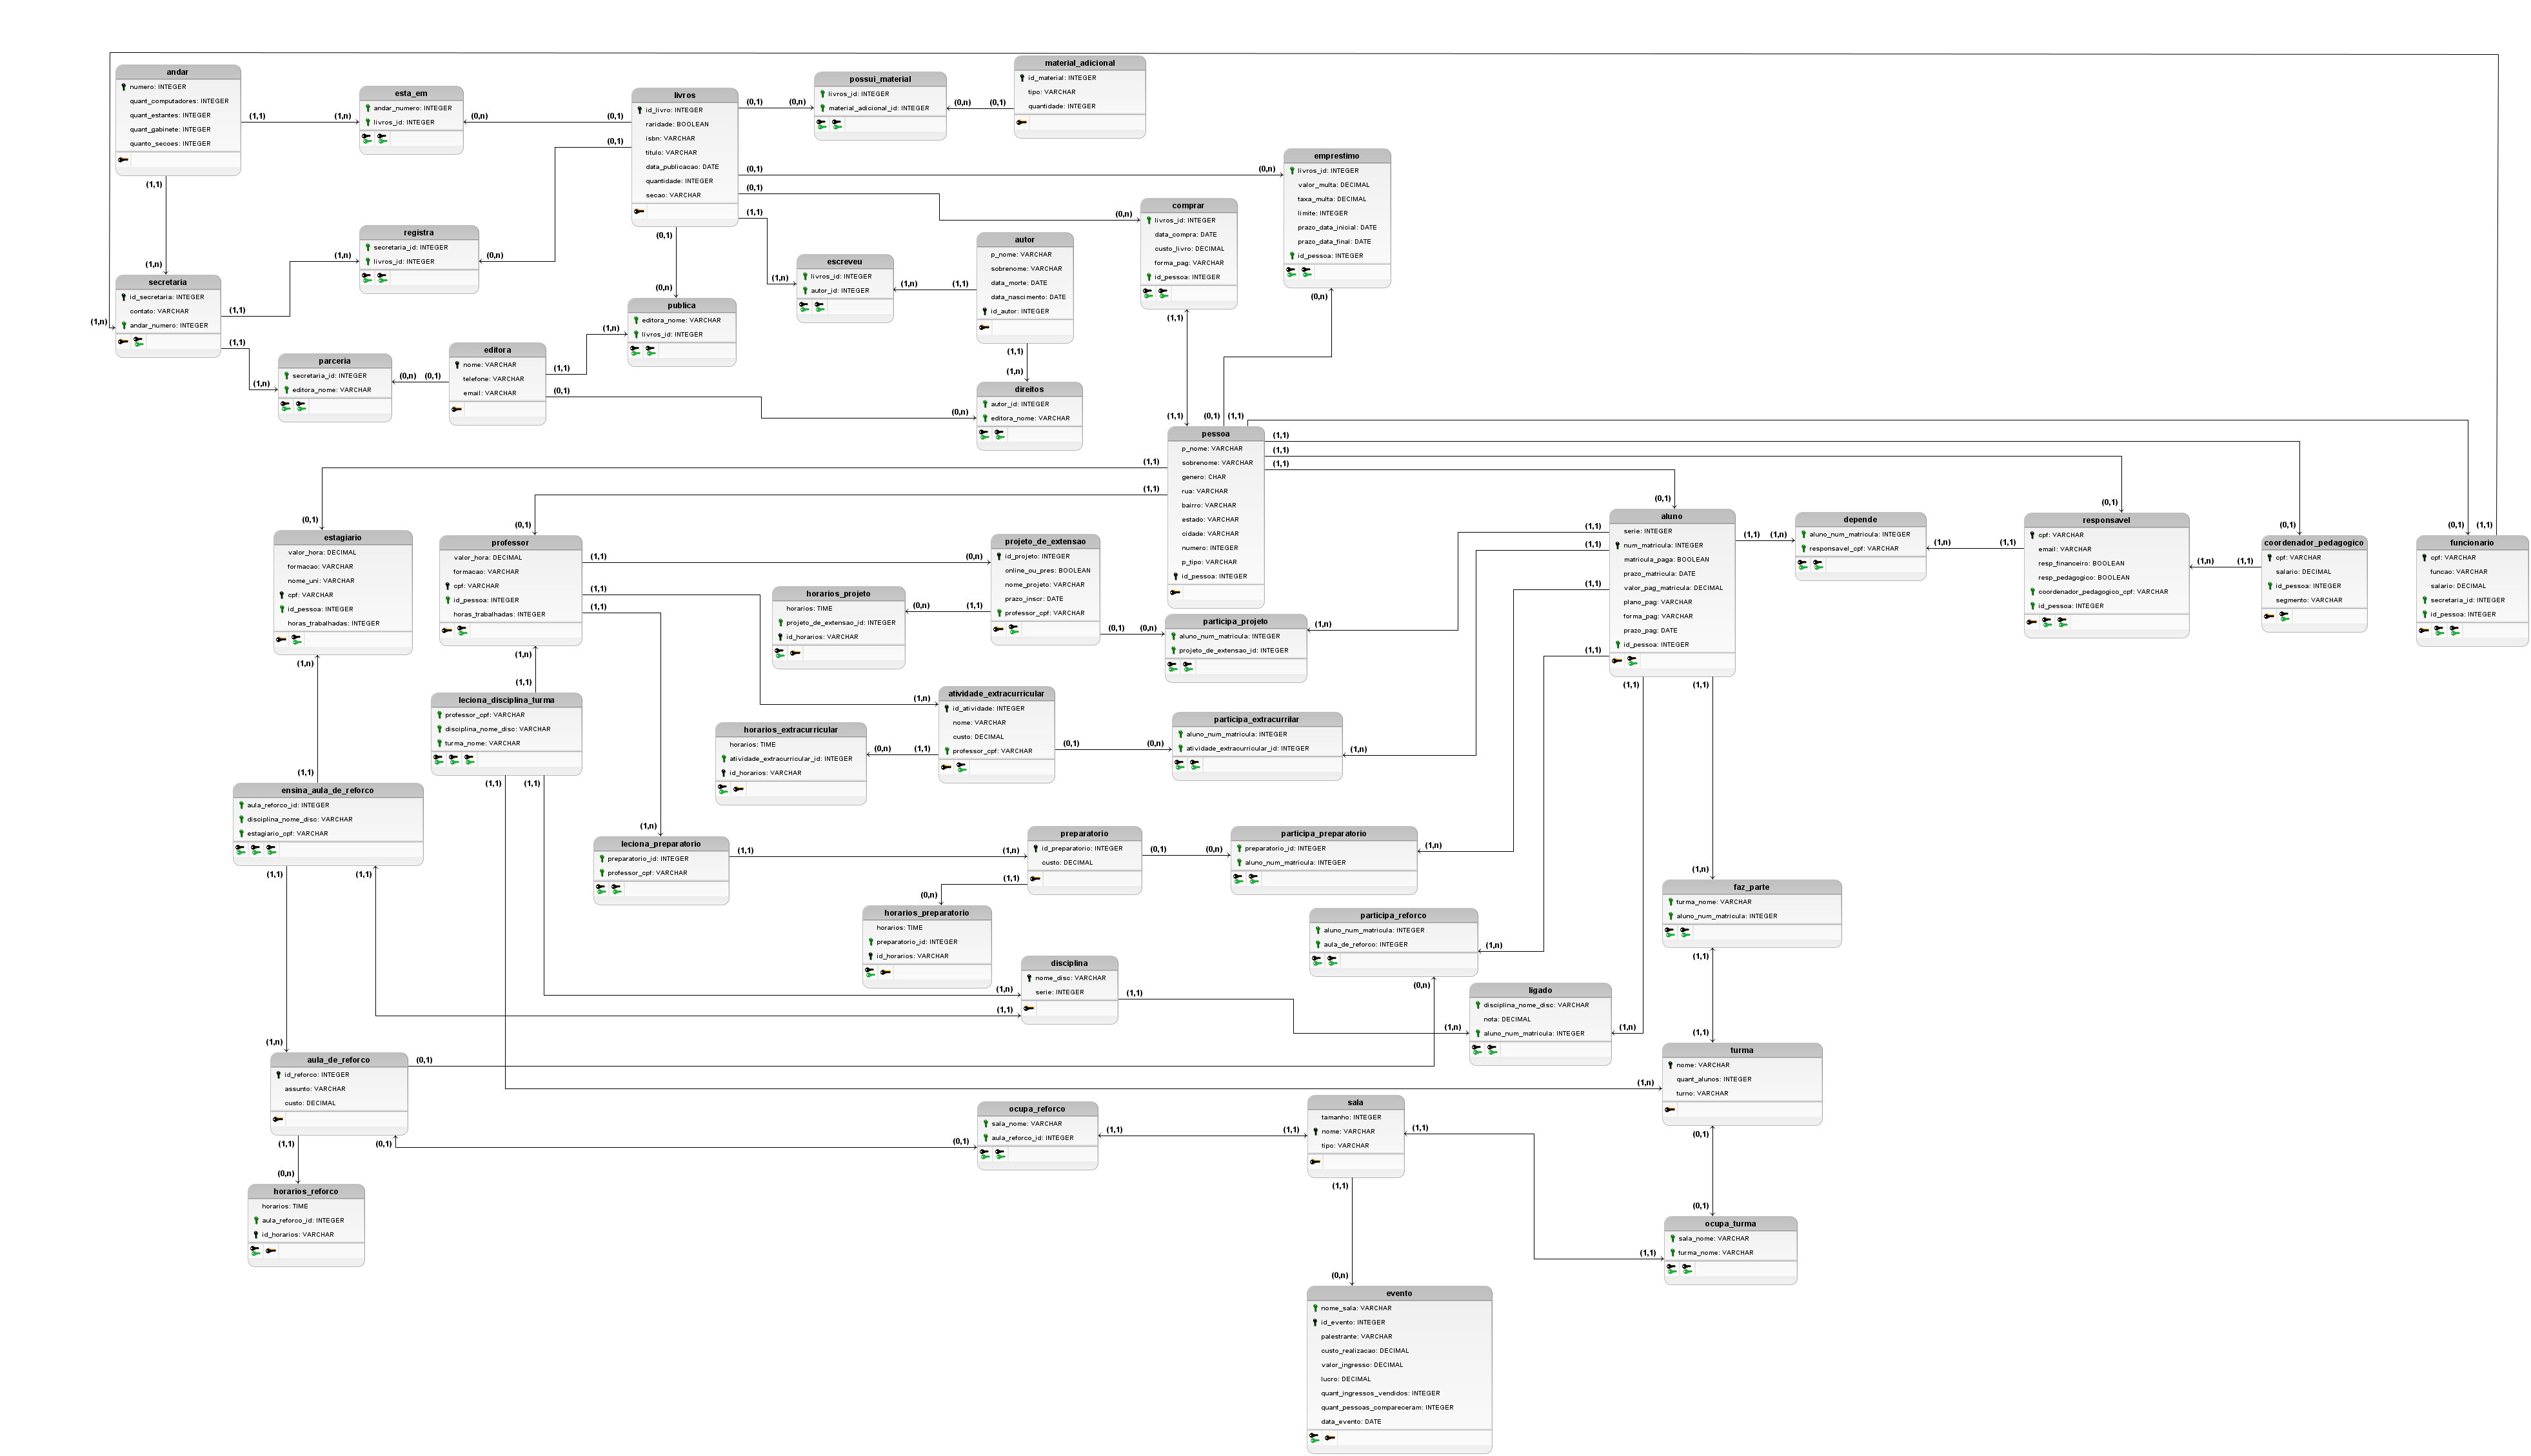 andar
numero: INTEGER
quant_computadores: INTEGER
quant_estantes: INTEGER
quant_gabinete: INTEGER
quanto_secoes: INTEGER
(1,1)
(1,n)
(1,1)
(1,n)
esta_em
andar_numero: INTEGER
livros_id: INTEGER
(0,n)
(0,1)
livros
id_livro: INTEGER
raridade: BOOLEAN
isbn: VARCHAR
titulo: VARCHAR
data_publicacao: DATE
quantidade: INTEGER
secao: VARCHAR
(0,1)
(0,1)
(0,n)
(0,1)
(0,n)
(0,1)
(0,n)
(1,1)
(1,n)
(0,1)
(0,n)
possui_material
livros_id: INTEGER
material_adicional_id: INTEGER
(0,n)
(0,1)
material_adicional
id_material: INTEGER
tipo: VARCHAR
quantidade: INTEGER
emprestimo
livros_id: INTEGER
valor_multa: DECIMAL
taxa_multa: DECIMAL
limite: INTEGER
prazo_data_inicial: DATE
prazo_data_final: DATE
id_pessoa: INTEGER
(0,n)
comprar
livros_id: INTEGER
data_compra: DATE
custo_livro: DECIMAL
forma_pag: VARCHAR
id_pessoa: INTEGER
(1,1)
registra
secretaria_id: INTEGER
livros_id: INTEGER
(1,n)
(0,n)
autor
p_nome: VARCHAR
sobrenome: VARCHAR
data_morte: DATE
data_nascimento: DATE
id_autor: INTEGER
(1,1)
(1,n)
escreveu
livros_id: INTEGER
autor_id: INTEGER
(1,n)
(1,1)
secretaria
id_secretaria: INTEGER
contato: VARCHAR
andar_numero: INTEGER
(1,n)
(1,1)
(1,1)
(1,n)
publica
editora_nome: VARCHAR
livros_id: INTEGER
(1,n)
editora
nome: VARCHAR
telefone: VARCHAR
email: VARCHAR
(1,1)
(0,1)
parceria
secretaria_id: INTEGER
editora_nome: VARCHAR
(0,n)
(0,1)
direitos
autor_id: INTEGER
editora_nome: VARCHAR
(0,n)
(1,1)
(0,1)
(1,1)
pessoa
p_nome: VARCHAR
sobrenome: VARCHAR
genero: CHAR
rua: VARCHAR
bairro: VARCHAR
estado: VARCHAR
cidade: VARCHAR
numero: INTEGER
p_tipo: VARCHAR
id_pessoa: INTEGER
(1,1)
(1,1)
(1,1)
(1,1)
(1,1)
(0,1)
(0,1)
(0,1)
(0,1)
(0,1)
(0,1)
(1,1)
estagiario
valor_hora: DECIMAL
formacao: VARCHAR
nome_uni: VARCHAR
cpf: VARCHAR
id_pessoa: INTEGER
horas_trabalhadas: INTEGER
(1,n)
professor
valor_hora: DECIMAL
formacao: VARCHAR
cpf: VARCHAR
id_pessoa: INTEGER
horas_trabalhadas: INTEGER
(1,1)
(1,1)
(1,1)
(1,n)
(1,1)
projeto_de_extensao
id_projeto: INTEGER
online_ou_pres: BOOLEAN
nome_projeto: VARCHAR
prazo_inscr: DATE
professor_cpf: VARCHAR
(0,n)
(0,1)
(0,n)
horarios_projeto
horarios: TIME
projeto_de_extensao_id: INTEGER
id_horarios: VARCHAR
(0,n)
(1,1)
participa_projeto
aluno_num_matricula: INTEGER
projeto_de_extensao_id: INTEGER
(1,n)
aluno
serie: INTEGER
num_matricula: INTEGER
matricula_paga: BOOLEAN
prazo_matricula: DATE
valor_pag_matricula: DECIMAL
plano_pag: VARCHAR
forma_pag: VARCHAR
prazo_pag: DATE
id_pessoa: INTEGER
(1,1)
(1,1)
(1,1)
(1,1)
(1,1)
(1,1)
(1,1)
(1,n)
depende
aluno_num_matricula: INTEGER
responsavel_cpf: VARCHAR
(1,n)
(1,1)
responsavel
cpf: VARCHAR
email: VARCHAR
resp_financeiro: BOOLEAN
resp_pedagogico: BOOLEAN
coordenador_pedagogico_cpf: VARCHAR
id_pessoa: INTEGER
(1,n)
(1,1)
coordenador_pedagogico
cpf: VARCHAR
salario: DECIMAL
id_pessoa: INTEGER
segmento: VARCHAR
funcionario
cpf: VARCHAR
funcao: VARCHAR
salario: DECIMAL
secretaria_id: INTEGER
id_pessoa: INTEGER
leciona_disciplina_turma
professor_cpf: VARCHAR
disciplina_nome_disc: VARCHAR
turma_nome: VARCHAR
(1,1)
(1,1)
atividade_extracurricular
id_atividade: INTEGER
nome: VARCHAR
custo: DECIMAL
professor_cpf: VARCHAR
(1,n)
(0,1)
(0,n)
horarios_extracurricular
horarios: TIME
atividade_extracurricular_id: INTEGER
id_horarios: VARCHAR
(0,n)
(1,1)
participa_extracurrilar
aluno_num_matricula: INTEGER
atividade_extracurricular_id: INTEGER
(1,n)
(1,1)
ensina_aula_de_reforco
aula_reforco_id: INTEGER
disciplina_nome_disc: VARCHAR
estagiario_cpf: VARCHAR
(1,1)
(1,1)
(1,n)
leciona_preparatorio
preparatorio_id: INTEGER
professor_cpf: VARCHAR
(1,1)
(1,n)
preparatorio
id_preparatorio: INTEGER
custo: DECIMAL
(0,1)
(0,n)
(1,1)
(0,n)
participa_preparatorio
preparatorio_id: INTEGER
aluno_num_matricula: INTEGER
(1,n)
(1,n)
faz_parte
turma_nome: VARCHAR
aluno_num_matricula: INTEGER
(1,1)
(1,1)
horarios_preparatorio
horarios: TIME
preparatorio_id: INTEGER
id_horarios: VARCHAR
participa_reforco
aluno_num_matricula: INTEGER
aula_de_reforco: INTEGER
(1,n)
(0,n)
disciplina
nome_disc: VARCHAR
serie: INTEGER
(1,n)
(1,1)
(1,1)
(1,n)
ligado
disciplina_nome_disc: VARCHAR
nota: DECIMAL
aluno_num_matricula: INTEGER
(1,n)
(1,n)
aula_de_reforco
id_reforco: INTEGER
assunto: VARCHAR
custo: DECIMAL
(0,1)
(1,1)
(0,1)
(0,n)
turma
nome: VARCHAR
quant_alunos: INTEGER
turno: VARCHAR
(1,n)
(0,1)
(0,1)
ocupa_reforco
sala_nome: VARCHAR
aula_reforco_id: INTEGER
(0,1)
(1,1)
(1,1)
sala
tamanho: INTEGER
nome: VARCHAR
tipo: VARCHAR
(1,1)
(1,1)
(1,1)
(0,n)
horarios_reforco
horarios: TIME
aula_reforco_id: INTEGER
id_horarios: VARCHAR
ocupa_turma
sala_nome: VARCHAR
turma_nome: VARCHAR
evento
nome_sala: VARCHAR
id_evento: INTEGER
palestrante: VARCHAR
custo_realizacao: DECIMAL
valor_ingresso: DECIMAL
lucro: DECIMAL
quant_ingressos_vendidos: INTEGER
quant_pessoas_compareceram: INTEGER
data_evento: DATE